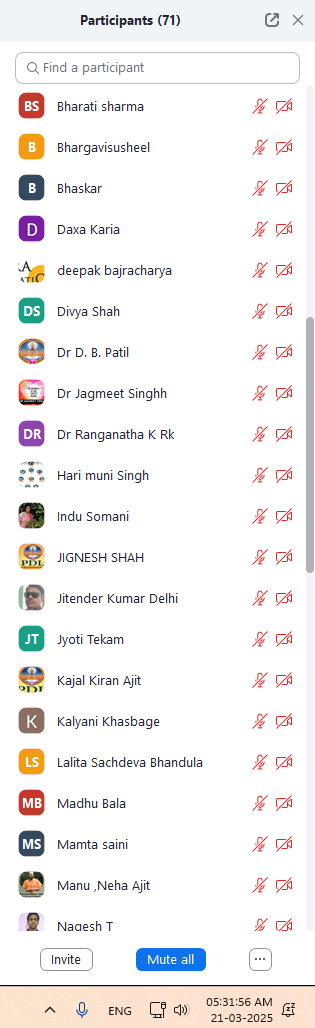 Participants (71)
Find a participant
BS Bharati sharma
B Bhargavisusheel
B Bhaskar
D Daxa Karia
deepak bajracharya
DS Divya Shah
Dr D. B. Patil
Dr Jagmeet Singhh
DR Dr Ranganatha K Rk
Hari muni Singh
Indu Somani
PDL JIGNESH SHAH
Jitender Kumar Delhi
JT Jyoti Tekam
PDL Kajal Kiran Ajit
K Kalyani Khasbage
LS Lalita Sachdeva Bhandula
MB Madhu Bala
MS Mamta saini
Manu ,Neha Ajit
Nagesh T
Invite Mute all ...
ENG 05:31:56 AM
21-03-2025